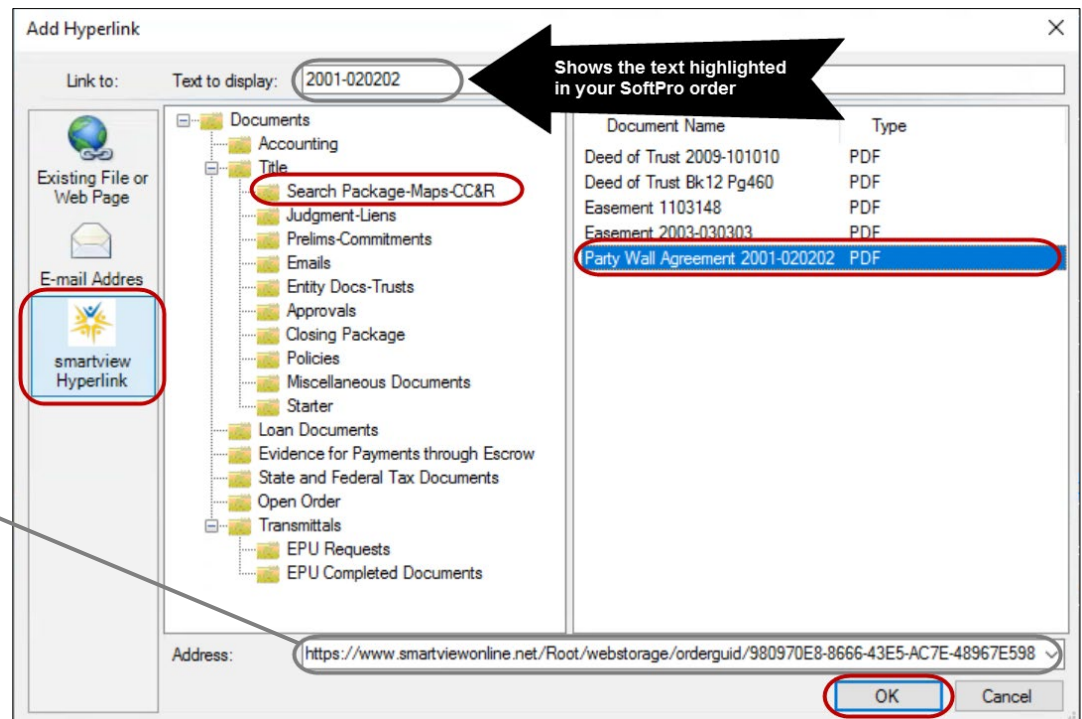 Add Hyperlink
Link to:
Text to display:
2001-020202
Shows the text highlighted
in your SoftPro order
Existing File or
Web Page
E-mail Addres
smartview
Hyperlink
Documents
Accounting
Title
Search Package-Maps-CC&R
Judgment-Liens
Prelims-Commitments
Emails
Entity Docs-Trusts
Approvals
Closing Package
Policies
Miscellaneous Documents
Starter
Loan Documents
Evidence for Payments through Escrow
State and Federal Tax Documents
Open Order
Transmittals
EPU Requests
EPU Completed Documents
Document Name Type
Deed of Trust 2009-101010 PDF
Deed of Trust Bk12 Pg460 PDF
Easement 1103148 PDF
Easement 2003-030303 PDF
Party Wall Agreement 2001-020202 PDF
Address:
https://www.smartviewonline.net/Root/webstorage/orderguid/980970E8-8666-43E5-AC7E-48967E598
OK Cancel